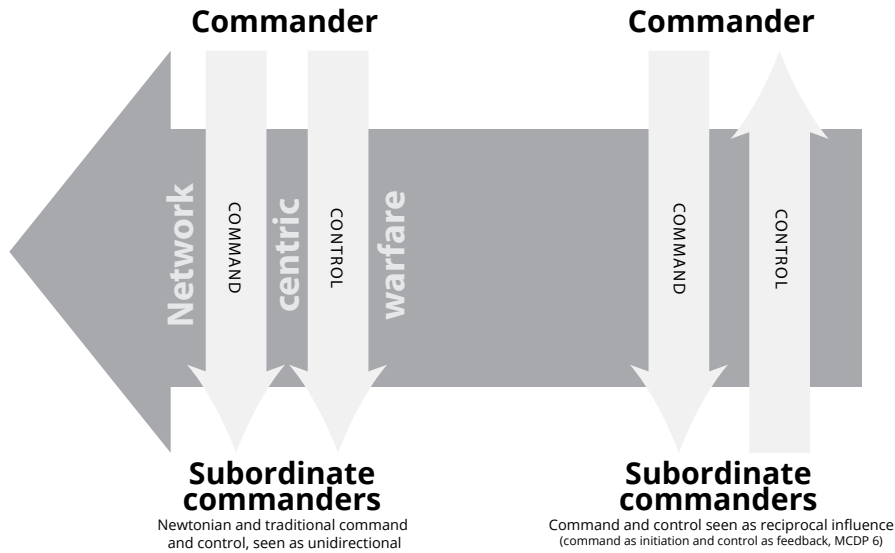 Commander
Commander
Network
COMMAND
centric
CONTROL
warfare
COMMAND
CONTROL
Subordinate
commanders
Newtonian and traditional command
and control, seen as unidirectional
Subordinate
commanders
Command and control seen as reciprocal influence
(command as initiation and control as feedback, MCDP 6)